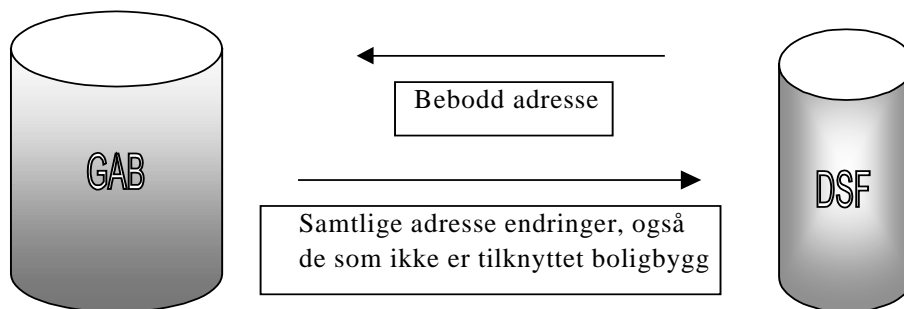 Bebodd adresse
GAB
DSF
Samtlige adresse endringer, også
de som ikke er tilknyttet boligbygg